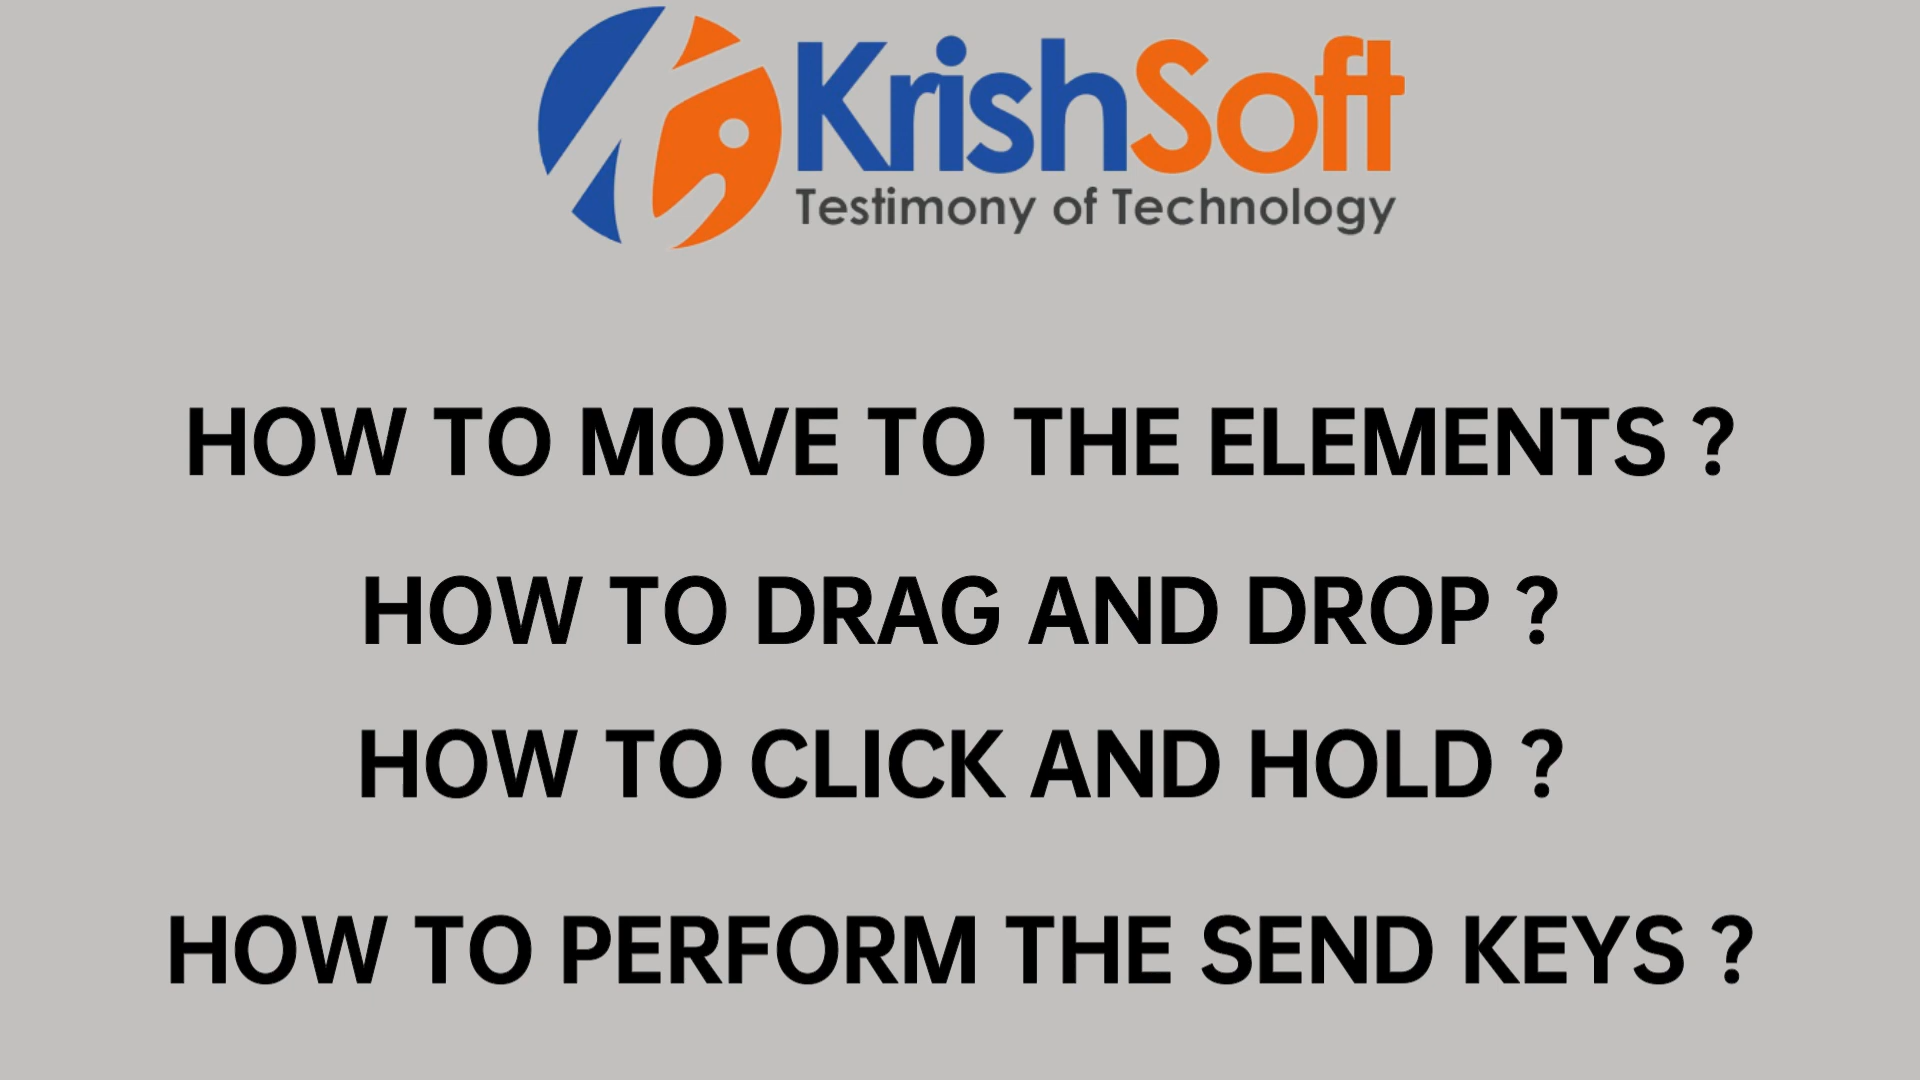 KrishSoft
Testimony of Technology
HOW TO MOVE TO THE ELEMENTS ?
HOW TO DRAG AND DROP ?
HOW TO CLICK AND HOLD ?
HOW TO PERFORM THE SEND KEYS ?